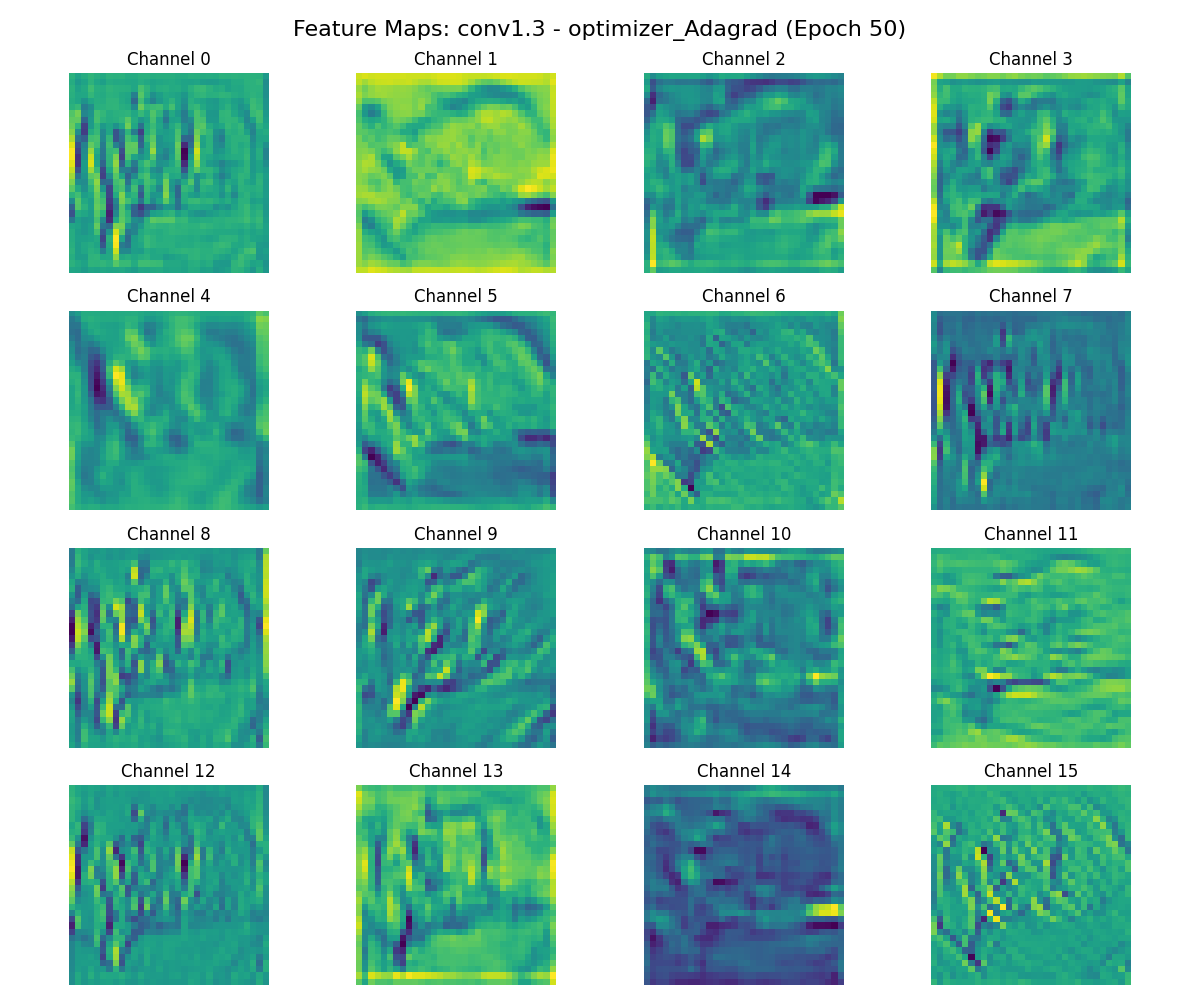 Feature Maps: conv1.3 - optimizer_Adagrad (Epoch 50)
Channel 0
Channel 1
Channel 2
Channel 3
Channel 4
Channel 5
Channel 6
Channel 7
Channel 8
Channel 9
Channel 10
Channel 11
Channel 12
Channel 13
Channel 14
Channel 15